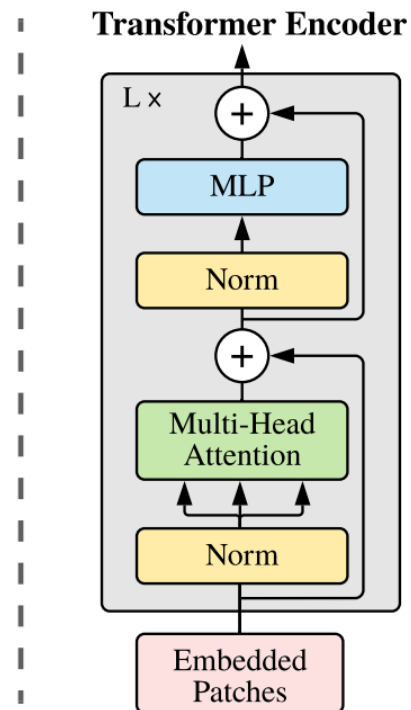 Transformer Encoder
L ×
+
MLP
Norm
+
Multi-Head
Attention
Norm
Embedded
Patches